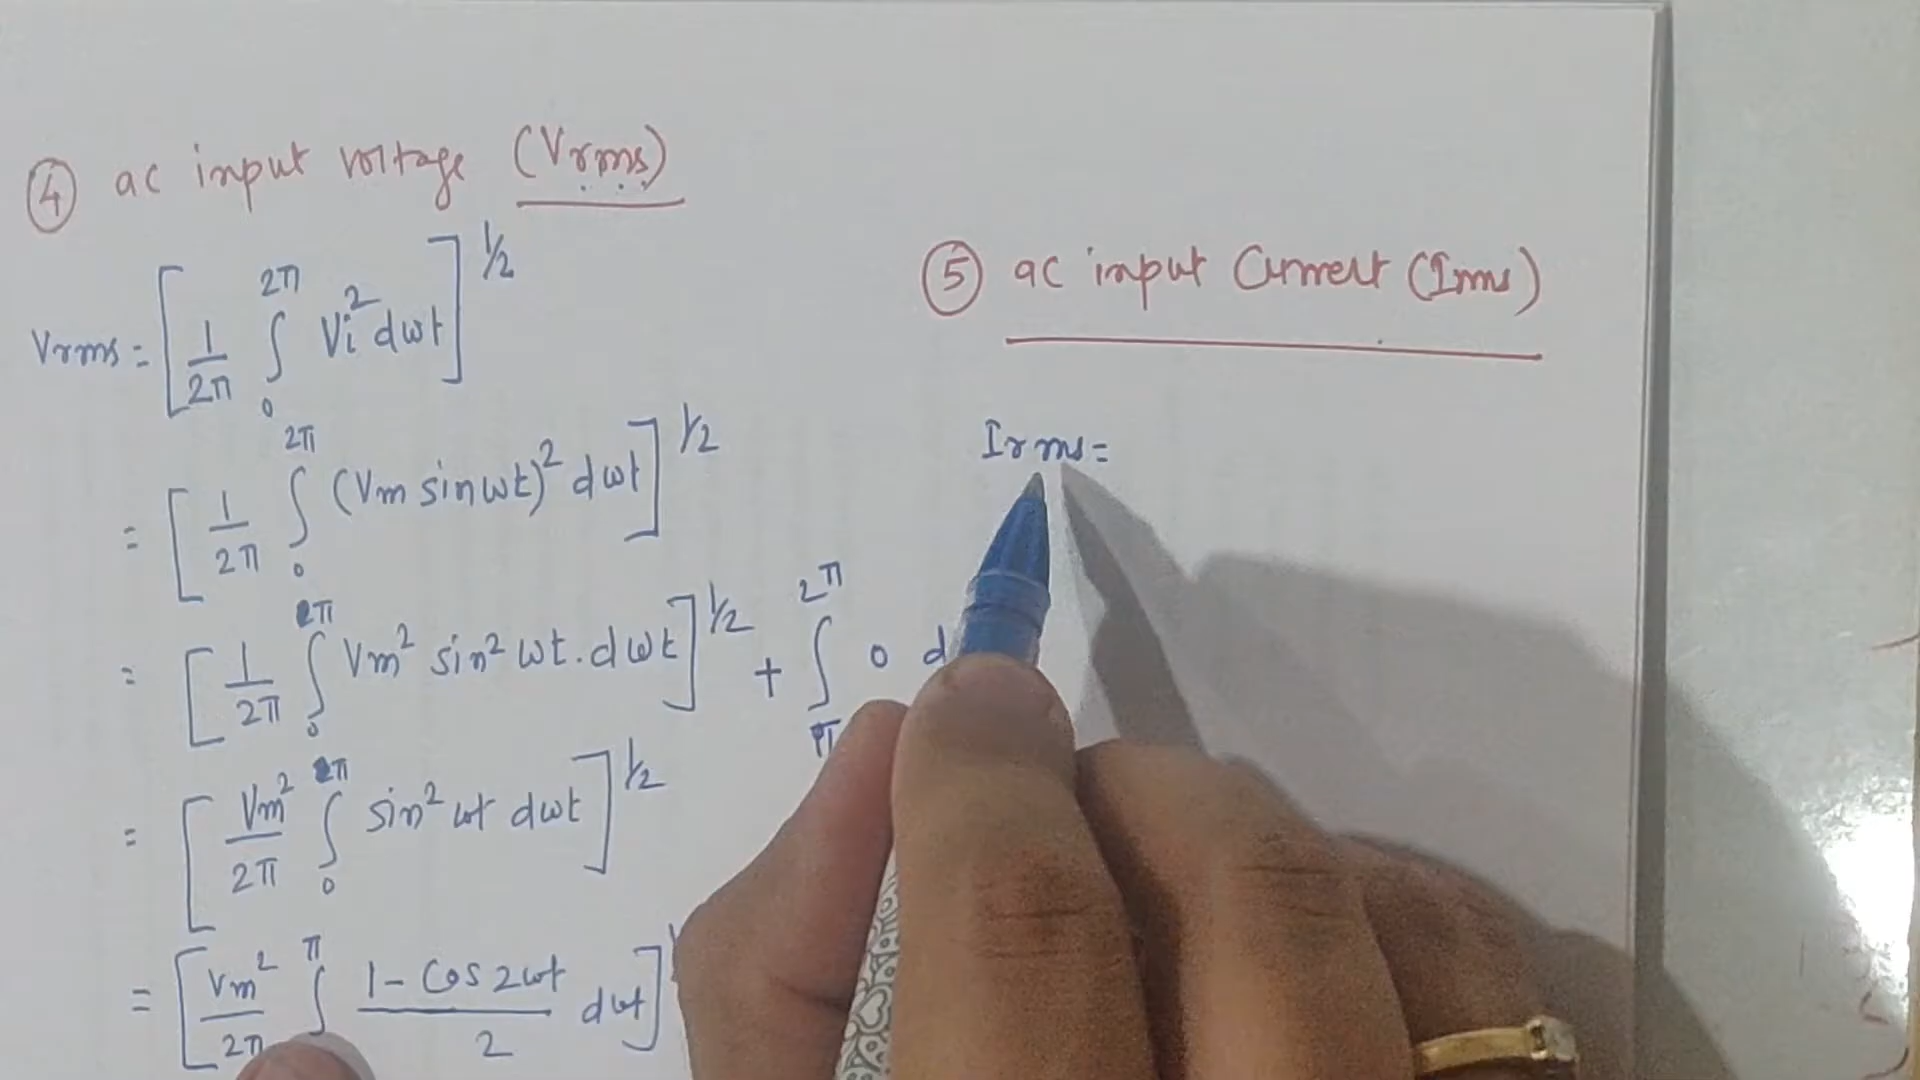 ④ ac input voltage (Vrms)
Vrms = [1/2π ∫₀^2π Vi² dωt]^1/2
= [1/2π ∫₀^2π (Vm sinωt)² dωt]^1/2
= [1/2π ∫₀^2π Vm² sin² ωt . dωt]^1/2 + ∫π^2π 0 d
= [Vm²/2π ∫₀^2π sin² ωt dωt]^1/2
= [Vm²/2π ∫^π 1 - Cos 2ωt/2 dωt]
⑤ ac input Current (Irms)
Irms =